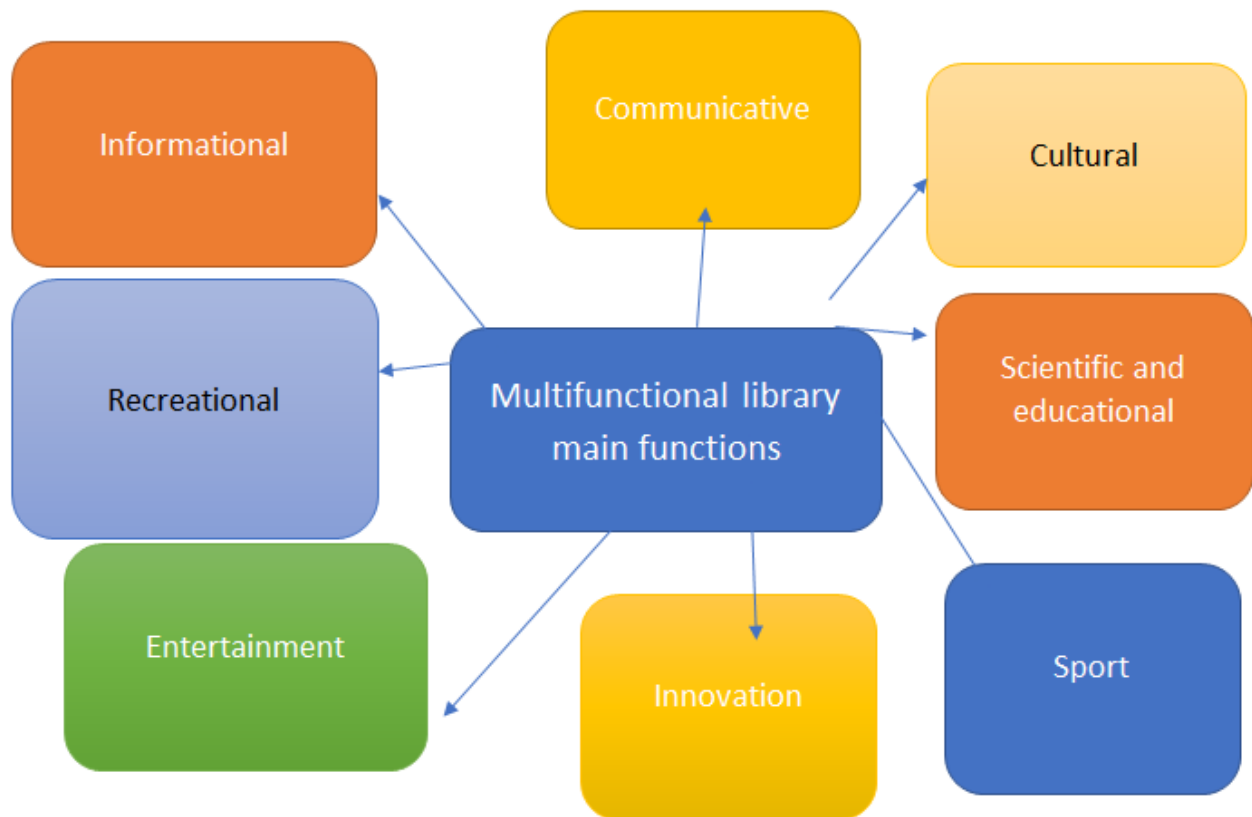 Informational
Communicative
Cultural
Recreational
Multifunctional library
main functions
Scientific and
educational
Entertainment
Innovation
Sport